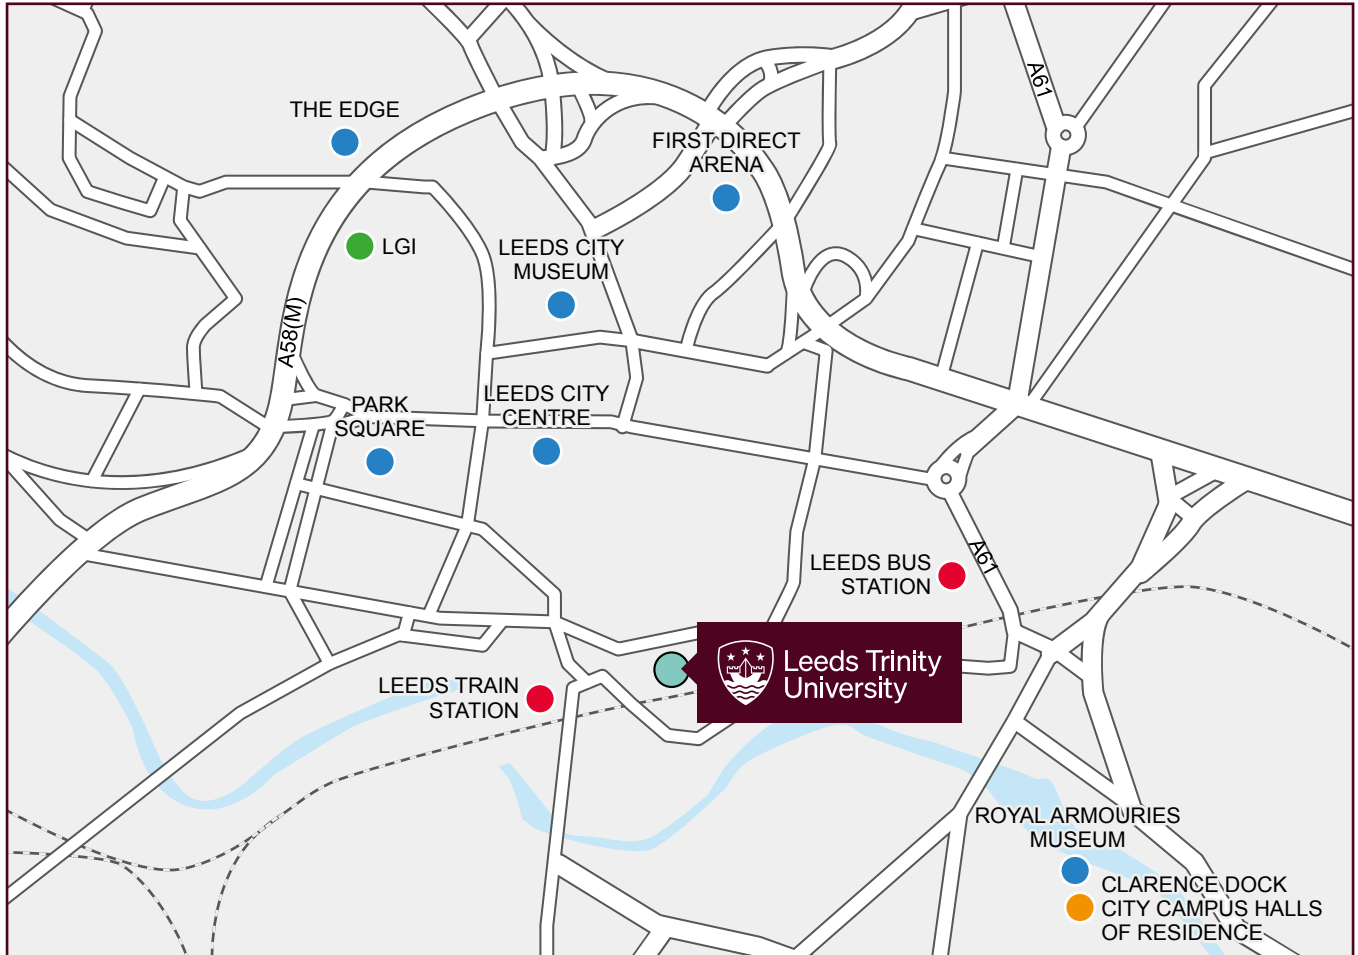 A61
THE EDGE
FIRST DIRECT
ARENA
LGI
LEEDS CITY
MUSEUM
A58(M)
PARK
SQUARE
LEEDS CITY
CENTRE
LEEDS BUS
STATION
A61
Leeds Trinity
University
LEEDS TRAIN
STATION
ROYAL ARMOURIES
MUSEUM
CLARENCE DOCK
CITY CAMPUS HALLS
OF RESIDENCE